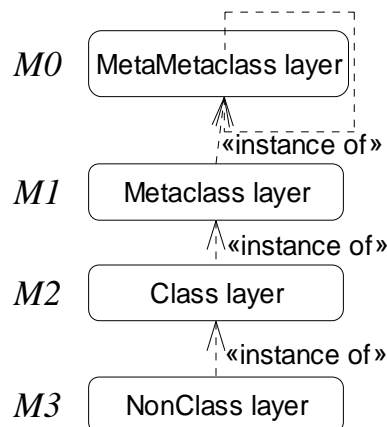 M0 MetaMetaclass layer
«instance of»
M1 Metaclass layer
«instance of»
M2 Class layer
«instance of»
M3 NonClass layer